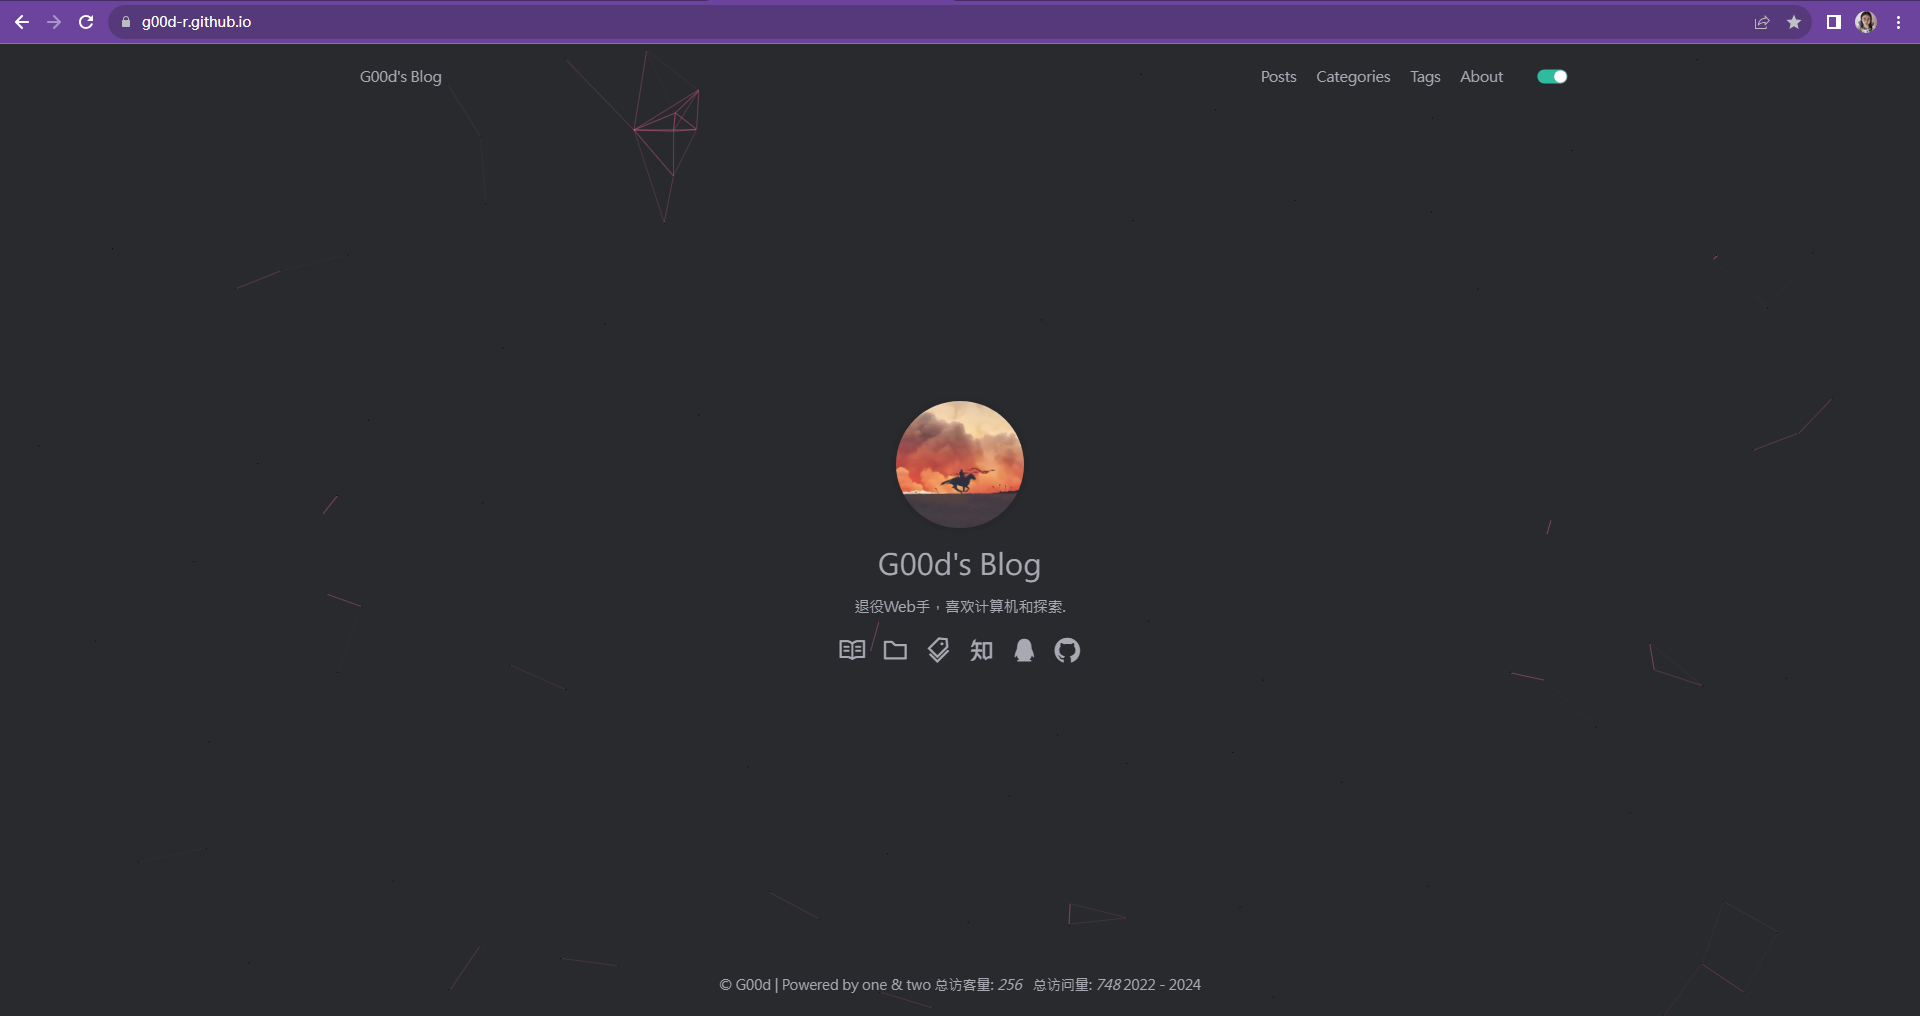 g00d-r.github.io
G00d's Blog
Posts Categories Tags About
G00d's Blog
退役Web手，喜欢计算机和探索.
知
© G00d | Powered by one & two 总访客量: 256 总访问量: 748 2022 - 2024